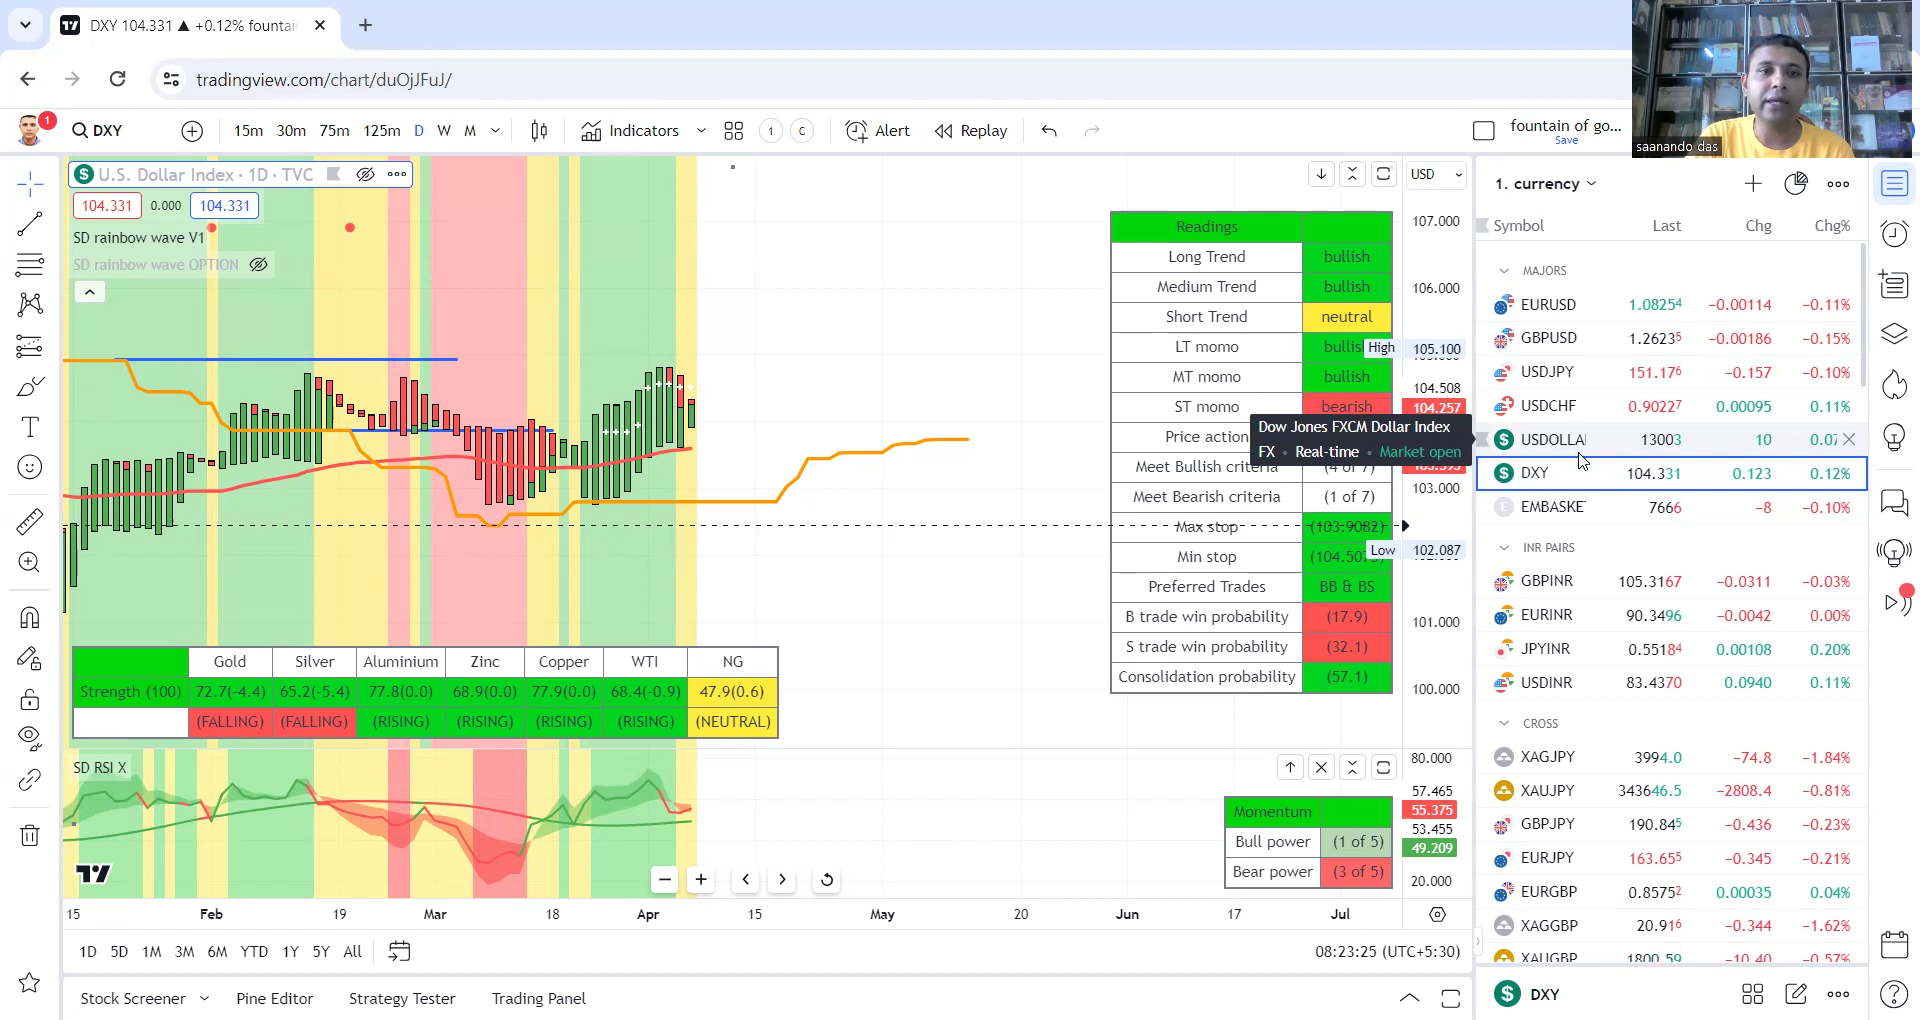 DXY 104.331 ▲ +0.12% fountai
tradingview.com/chart/duOjJFuJ/
saanando das
1
DXY
15m 30m 75m 125m D W M
Indicators
1 C
Alert
Replay
fountain of go...
Save
U.S. Dollar Index · 1D · TVC
104.331 0.000 104.331
SD rainbow wave V1
SD rainbow wave OPTION
USD
107.000
106.000
High 105.100
104.508
104.257
103.000
Low 102.087
101.000
100.000
Readings
Long Trend bullish
Medium Trend bullish
Short Trend neutral
LT momo
MT momo bullish
ST momo bearish
Price action
Meet Bullish criteria (4 of 7)
Meet Bearish criteria (1 of 7)
Max stop (103.9082)
Min stop
Preferred Trades BB & BS
B trade win probability (17.9)
S trade win probability (32.1)
Consolidation probability (57.1)
Dow Jones FXCM Dollar Index
FX • Real-time • Market open
Gold Silver Aluminium Zinc Copper WTI NG
Strength (100) 72.7(-4.4) 65.2(-5.4) 77.8(0.0) 68.9(0.0) 77.9(0.0) 68.4(-0.9) 47.9(0.6)
(FALLING) (FALLING) (RISING) (RISING) (RISING) (RISING) (NEUTRAL)
SD RSI X
80.000
57.465
55.375
53.455
49.209
20.000
Momentum
Bull power (1 of 5)
Bear power (3 of 5)
15 Feb 19 Mar 18 Apr 15 May 20 Jun 17 Jul
1D 5D 1M 3M 6M YTD 1Y 5Y All
08:23:25 (UTC+5:30)
Stock Screener Pine Editor Strategy Tester Trading Panel
1. currency
Symbol Last Chg Chg%
MAJORS
EURUSD 1.08254 −0.00114 −0.11%
GBPUSD 1.26235 −0.00186 −0.15%
USDJPY 151.176 −0.157 −0.10%
USDCHF 0.90227 0.00095 0.11%
USDOLLA 13003 10 0.07
DXY 104.331 0.123 0.12%
EMBASKE 7666 −8 −0.10%
INR PAIRS
GBPINR 105.3167 −0.0311 −0.03%
EURINR 90.3496 −0.0042 0.00%
JPYINR 0.55184 0.00108 0.20%
USDINR 83.4370 0.0940 0.11%
CROSS
XAGJPY 3994.0 −74.8 −1.84%
XAUJPY 343646.5 −2808.4 −0.81%
GBPJPY 190.845 −0.436 −0.23%
EURJPY 163.655 −0.345 −0.21%
EURGBP 0.85752 0.00035 0.04%
XAGGBP 20.916 −0.344 −1.62%
XAUGBP 1800.59 −10.40 −0.57%
DXY